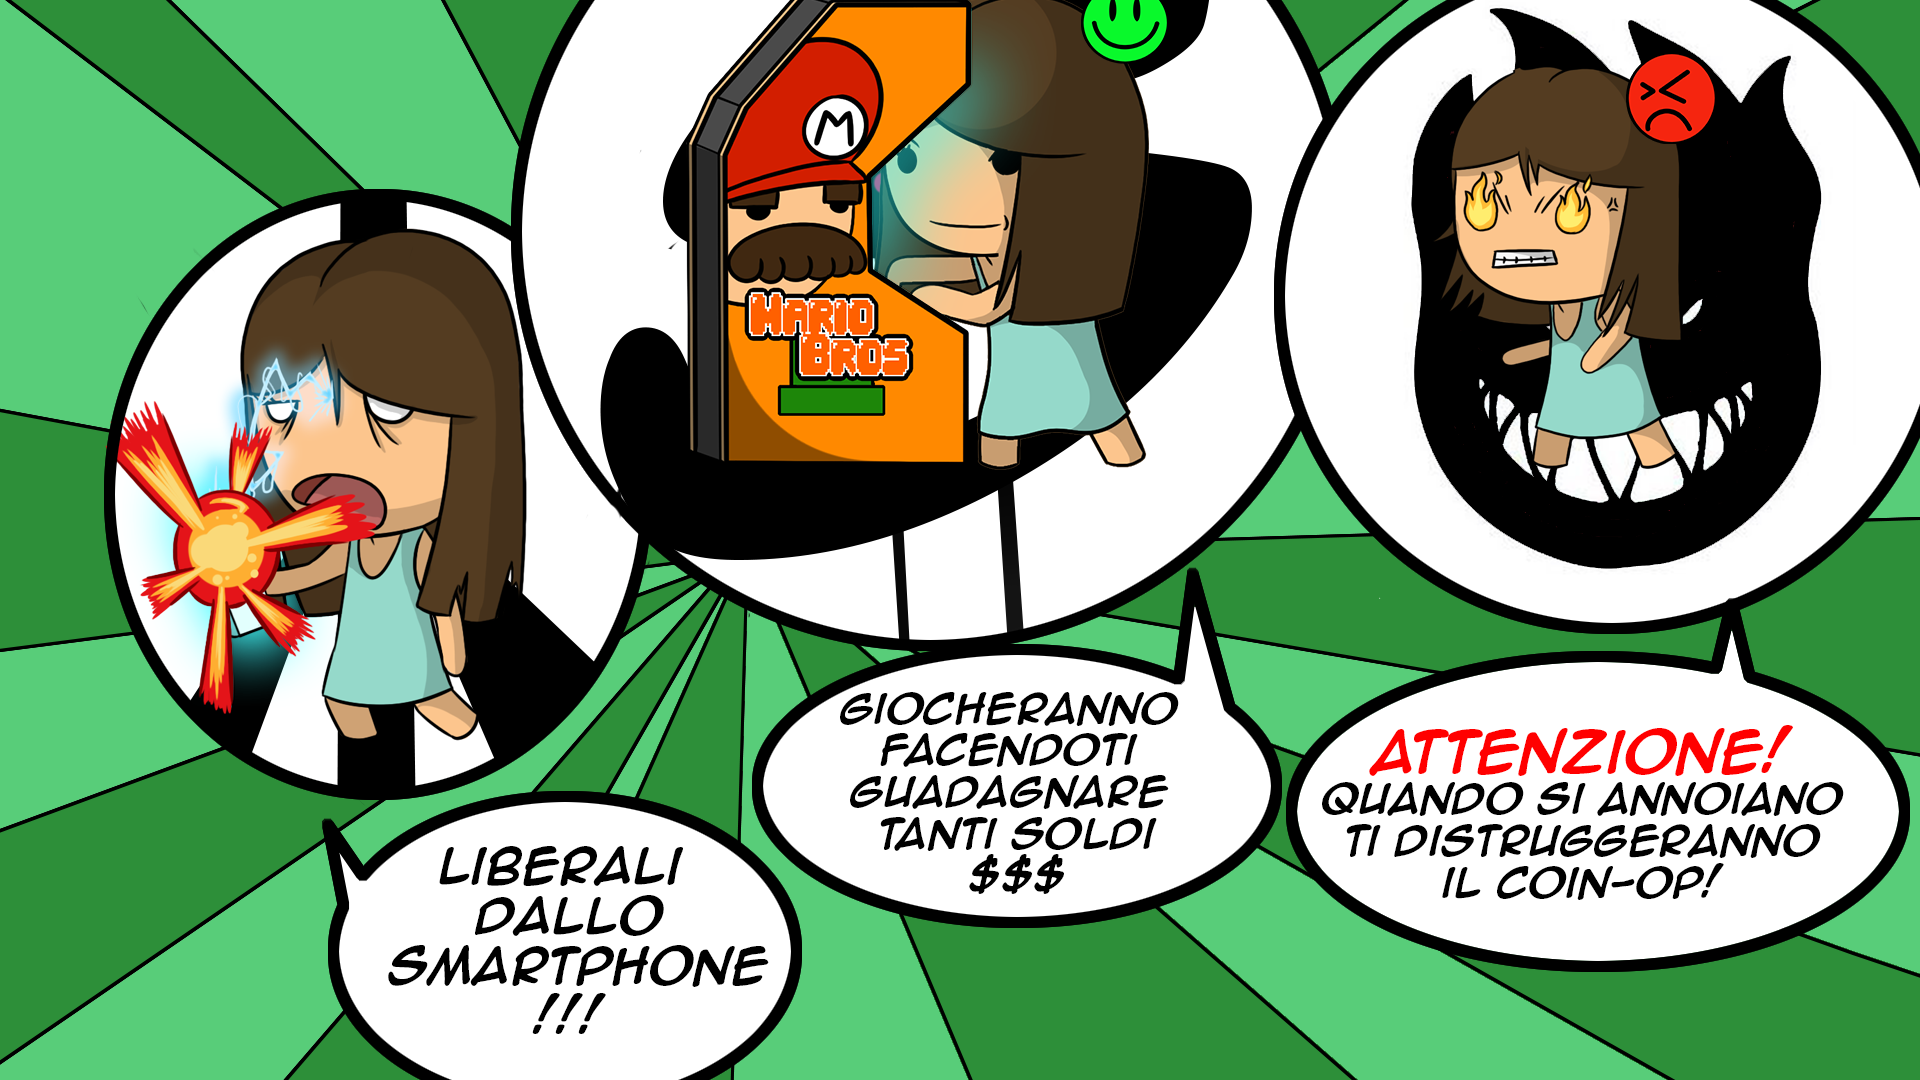 M
MARIO
BROS
LIBERALI
DALLO
SMARTPHONE
!!!
GIOCHERANNO
FACENDOTI
GUADAGNARE
TANTI SOLDI
$$$
ATTENZIONE!
QUANDO SI ANNOIANO
TI DISTRUGGERANNO
IL COIN-OP!